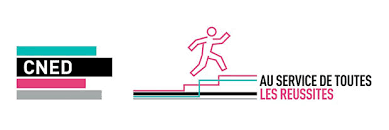 CNED
AU SERVICE DE TOUTES
LES REUSSITES